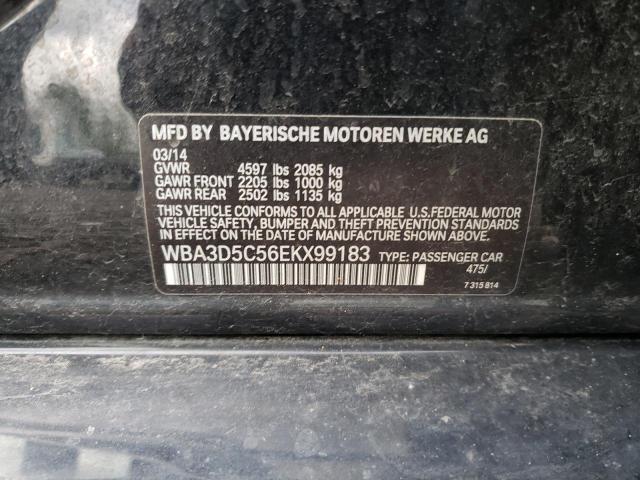 MFD BY BAYERISCHE MOTOREN WERKE AG
03/14
GVWR 4597 lbs 2085 kg
GAWR FRONT 2205 lbs 1000 kg
GAWR REAR 2502 lbs 1135 kg
THIS VEHICLE CONFORMS TO ALL APPLICABLE U.S.FEDERAL MOTOR
VEHICLE SAFETY, BUMPER AND THEFT PREVENTION STANDARDS
IN EFFECT ON THE DATE OF MANUFACTURE SHOWN ABOVE.
WBA3D5C56EKX99183 TYPE: PASSENGER CAR
475/
7 315 814